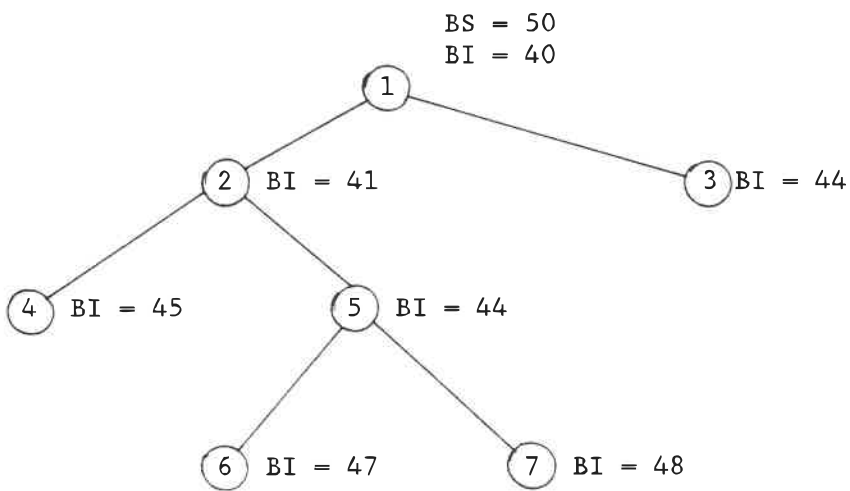 BS = 50
BI = 40
1
2 BI = 41
3 BI = 44
4 BI = 45
5 BI = 44
6 BI = 47
7 BI = 48